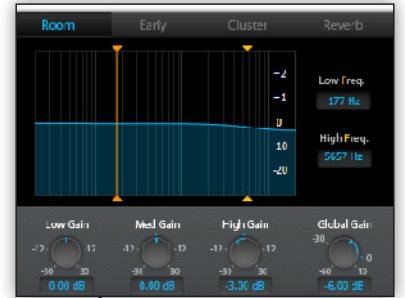 Room Early Cluster Reverb
-2
-1
0
10
-20
Low Freq.
177 Hz
High Freq.
5657 Hz
Low Gain Med Gain High Gain Global Gain
-30
-12 12 -12 12 -12 12 0
-30 30 -30 30 -30 30 -60 10
0.00 dB 0.00 dB -3.00 dB -6.00 dB